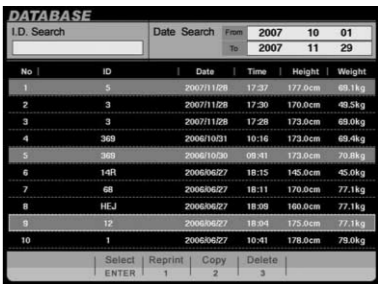 DATABASE
I.D. Search Date Search From 2007 10 01
To 2007 11 29
No ID Date Time Height Weight
1 5 2007/11/28 17:37 177.0cm 69.1kg
2 3 2007/11/28 17:30 170.0cm 49.5kg
3 3 2007/11/28 17:28 173.0cm 69.0kg
4 369 2006/10/31 10:16 173.0cm 69.4kg
5 369 2006/10/30 09:41 173.0cm 70.8kg
6 14R 2006/06/27 18:15 145.0cm 45.0kg
7 68 2006/06/27 18:11 170.0cm 77.1kg
8 HEJ 2006/06/27 18:09 160.0cm 77.1kg
9 12 2006/06/27 18:04 175.0cm 77.1kg
10 1 2006/06/27 10:41 178.0cm 79.0kg
Select Reprint Copy Delete
ENTER 1 2 3